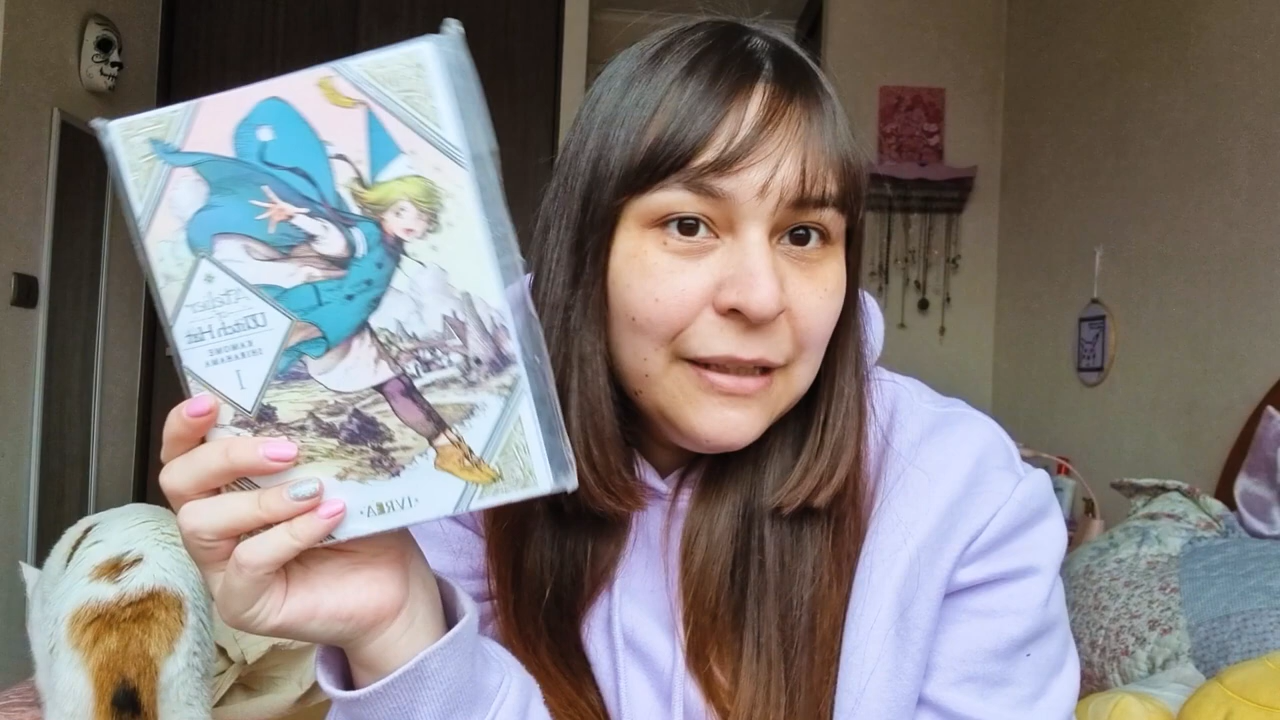 Atelier
of
Witch Hat
KAMOME
SHIRAHAMA
1
·IVREA·